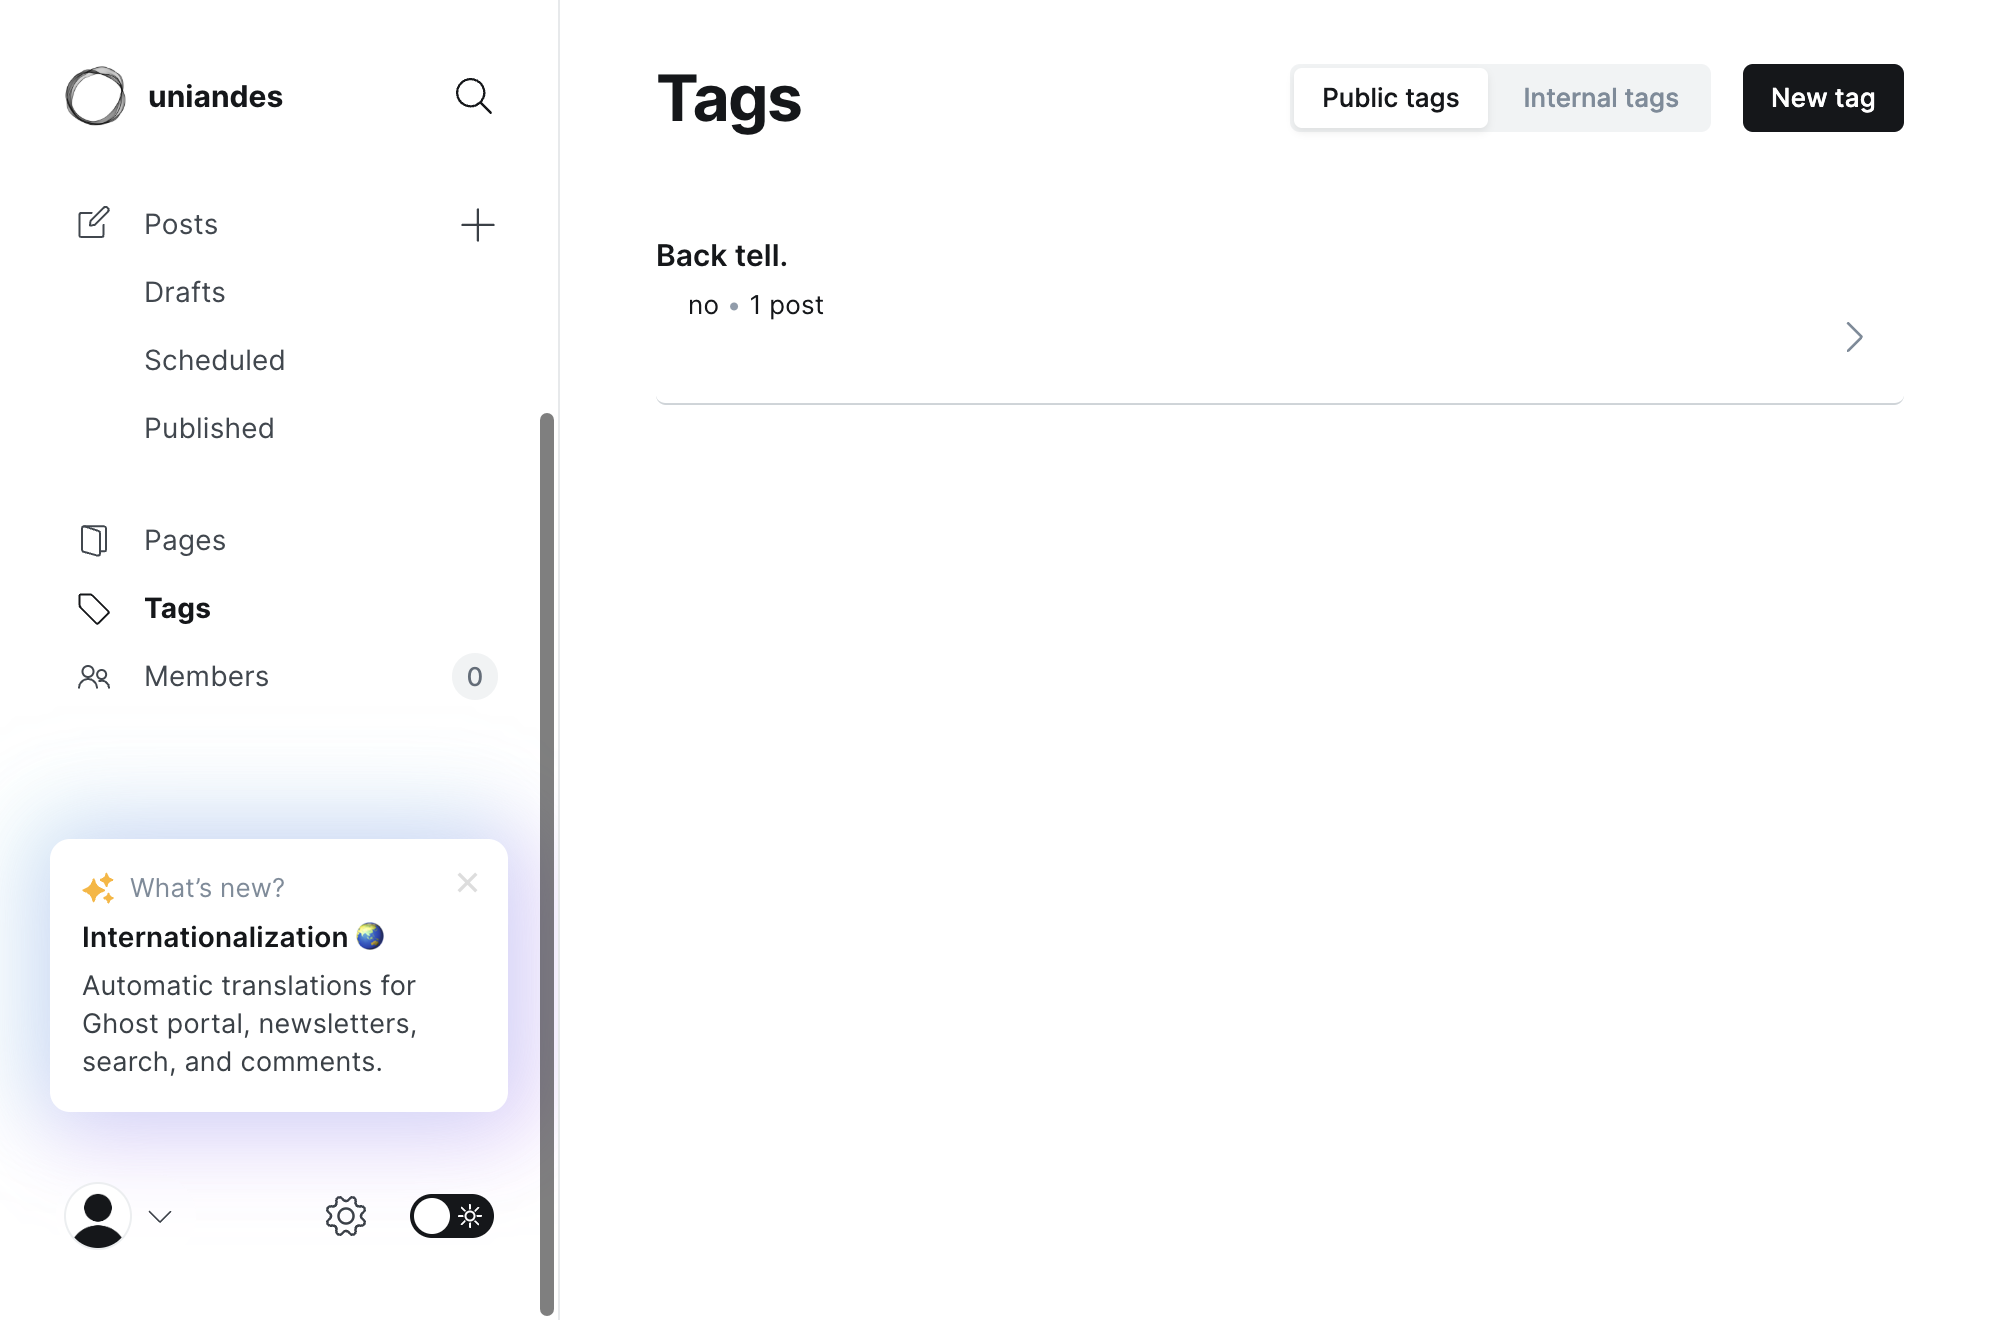 uniandes
Posts
Drafts
Scheduled
Published
Pages
Tags
Members
0
What’s new?
Internationalization 🌏
Automatic translations for
Ghost portal, newsletters,
search, and comments.
Tags
Public tags
Internal tags
New tag
Back tell.
no • 1 post